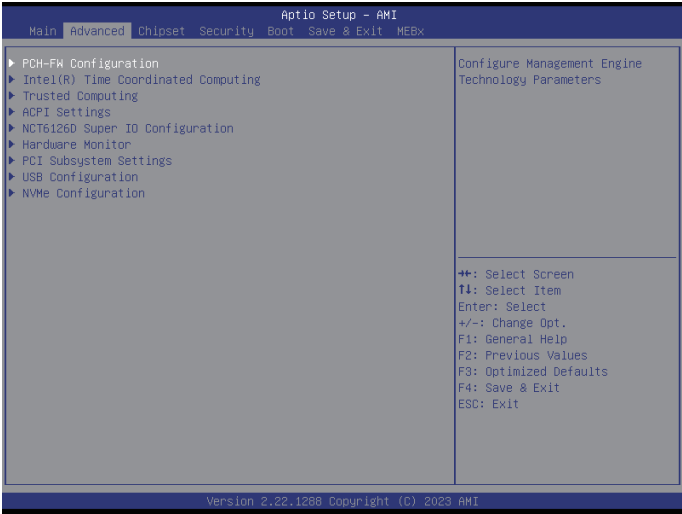 Aptio Setup – AMI
Main Advanced Chipset Security Boot Save & Exit MEBx
PCH-FW Configuration
Intel(R) Time Coordinated Computing
Trusted Computing
ACPI Settings
NCT6126D Super IO Configuration
Hardware Monitor
PCI Subsystem Settings
USB Configuration
NVMe Configuration
Configure Management Engine
Technology Parameters
→←: Select Screen
↑↓: Select Item
Enter: Select
+/-: Change Opt.
F1: General Help
F2: Previous Values
F3: Optimized Defaults
F4: Save & Exit
ESC: Exit
Version 2.22.1288 Copyright (C) 2023 AMI